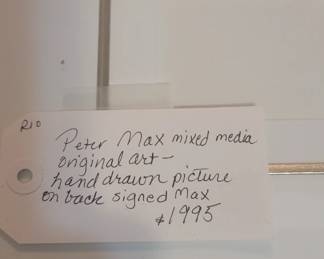 R10
Peter Max mixed media
original art -
hand drawn picture
on back signed Max
$1995